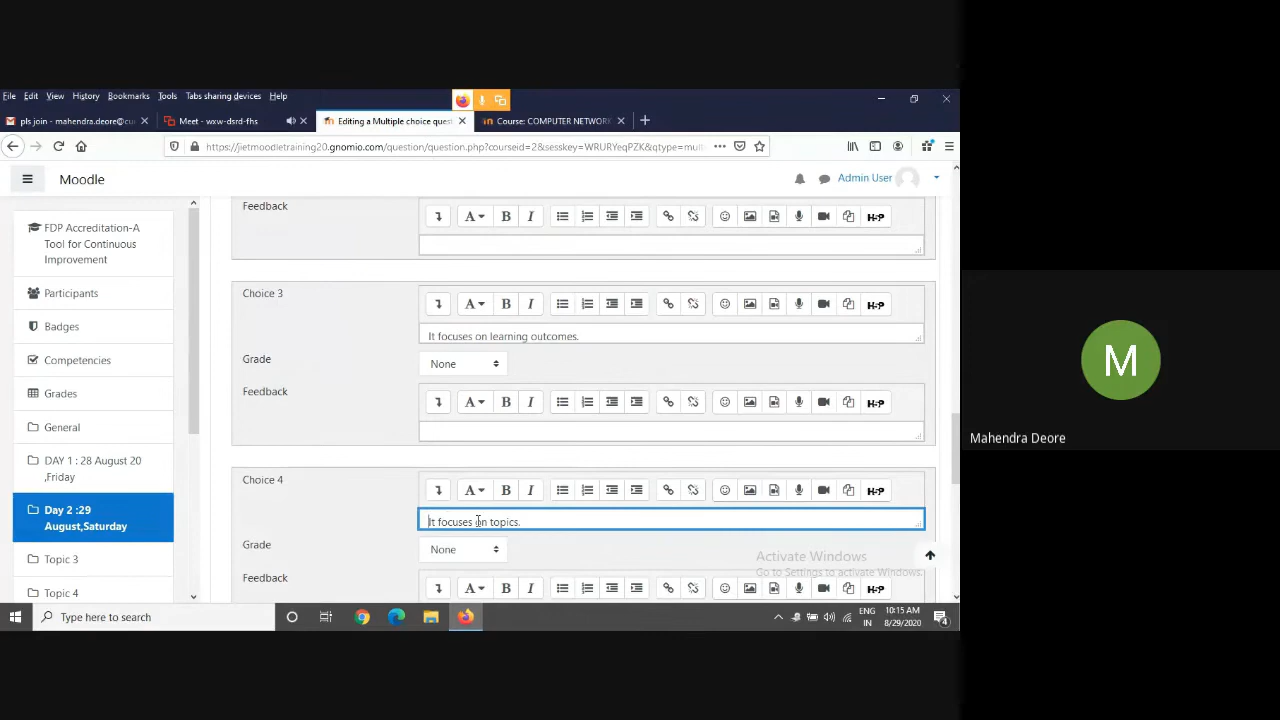 File Edit View History Bookmarks Tools Tabs sharing devices Help
pls join - mahendra.deore@cu
Meet - wxw-dsrd-fhs
Editing a Multiple choice ques
Course: COMPUTER NETWORK
https://jietmoodletraining20.gnomio.com/question/question.php?courseid=2&sesskey=WRURYeqPZK&qtype=mul
Moodle
Admin User
FDP Accreditation-A
Tool for Continuous
Improvement
Participants
Badges
Competencies
Grades
General
DAY 1 : 28 August 20
,Friday
Day 2 :29
August,Saturday
Topic 3
Topic 4
Feedback
A B I H-P
Choice 3
A B I H-P
It focuses on learning outcomes.
Grade
None
Feedback
A B I H-P
Choice 4
A B I H-P
It focuses on topics.
Grade
None
Feedback
A B I H-P
Activate Windows
Go to Settings to activate Windows.
Type here to search
ENG
IN
10:15 AM
8/29/2020
4
M
Mahendra Deore